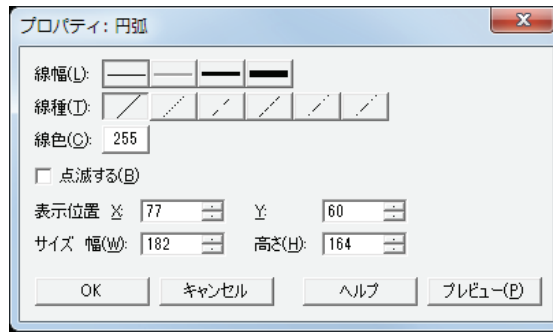 プロパティ: 円弧
線幅(L):
線種(T):
線色(C): 255
点滅する(B)
表示位置 X: 77 Y: 60
サイズ 幅(W): 182 高さ(H): 164
OK キャンセル ヘルプ プレビュー(P)